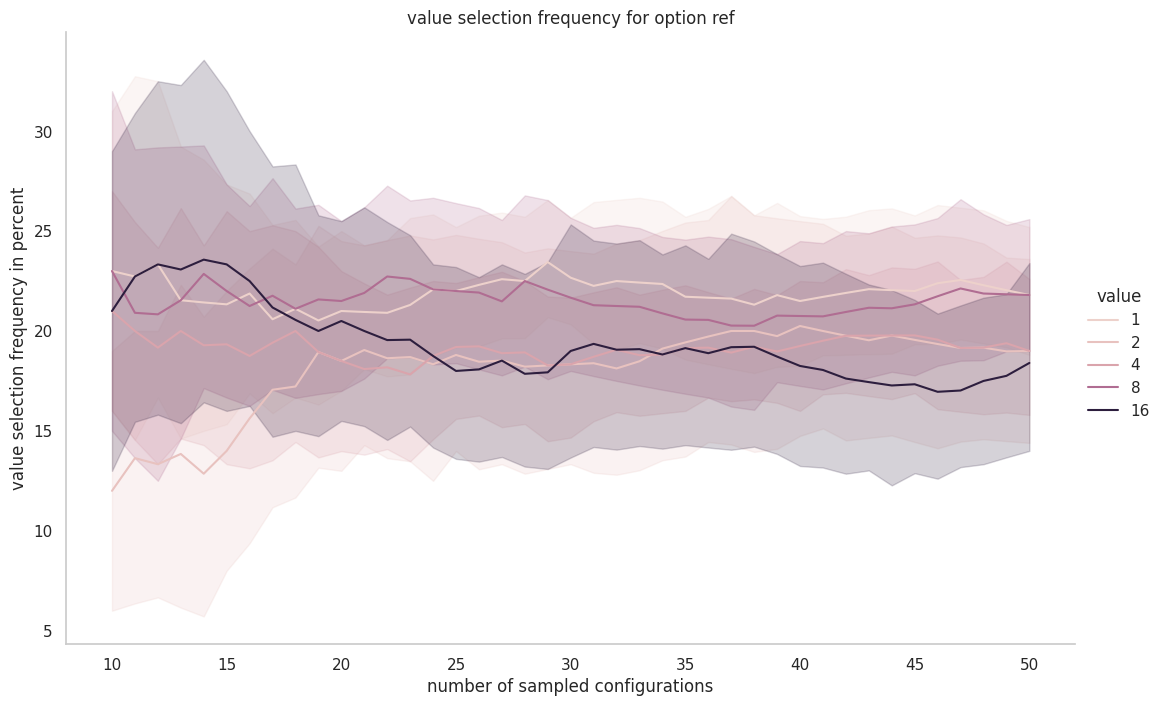 value selection frequency for option ref
value selection frequency in percent
30
25
20
15
10
5
10 15 20 25 30 35 40 45 50
number of sampled configurations
value
1
2
4
8
16